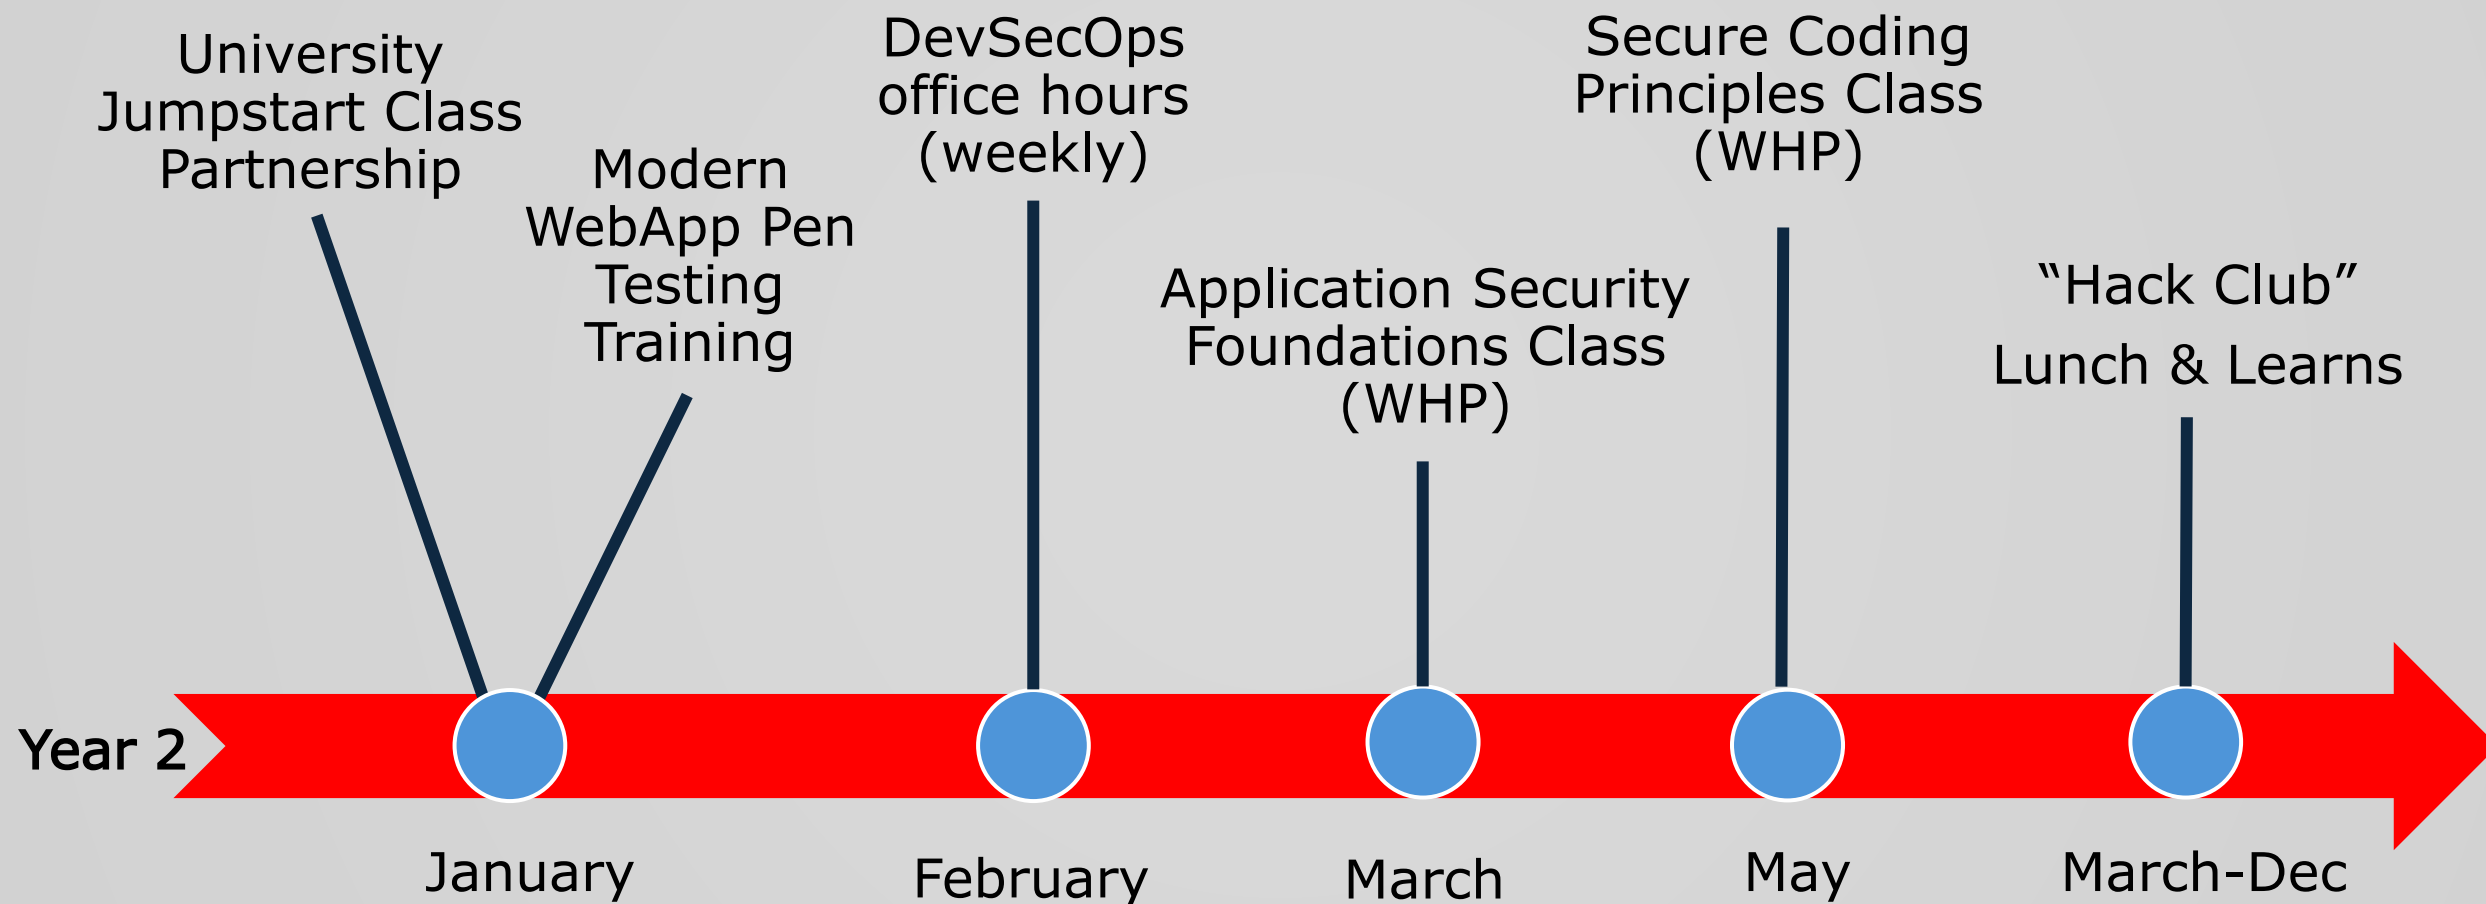 University
Jumpstart Class
Partnership
Modern
WebApp Pen
Testing
Training
DevSecOps
office hours
(weekly)
Application Security
Foundations Class
(WHP)
Secure Coding
Principles Class
(WHP)
“Hack Club”
Lunch & Learns
Year 2
January
February
March
May
March-Dec